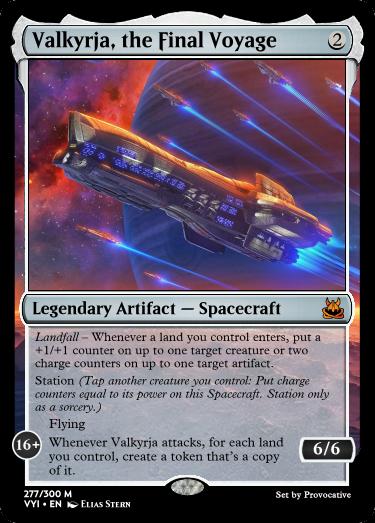 Valkyrja, the Final Voyage 2
Legendary Artifact — Spacecraft
Landfall – Whenever a land you control enters, put a
+1/+1 counter on up to one target creature or two
charge counters on up to one target artifact.
Station (Tap another creature you control: Put charge
counters equal to its power on this Spacecraft. Station only
as a sorcery.)
Flying
16+ Whenever Valkyrja attacks, for each land
you control, create a token that's a copy
of it.
6/6
277/300 M
VYI • EN Elias Stern
Set by Provocative